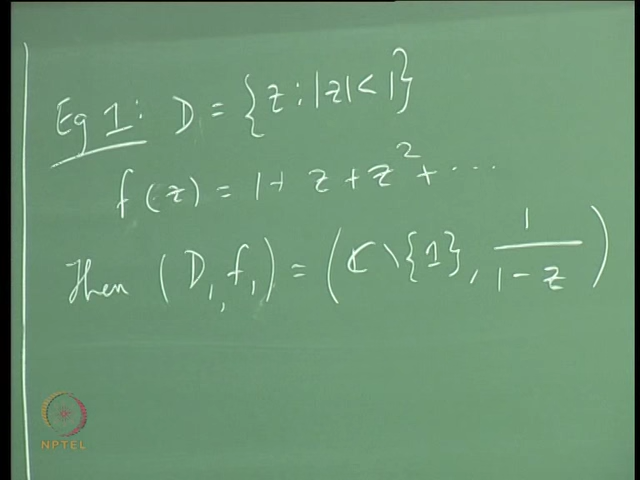 Eg 1: D = {z : |z| < 1}
f(z) = 1 + z + z² + ...
Then (D₁, f₁) = (ℂ \ {1}, 1/(1 - z))
NPTEL